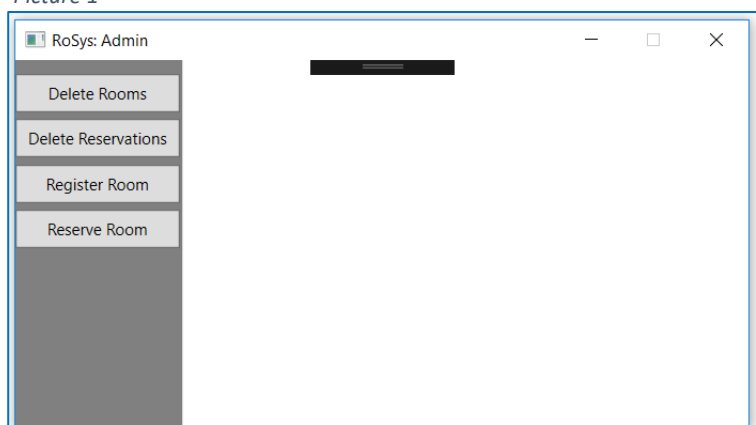 Picture 1
RoSys: Admin
Delete Rooms
Delete Reservations
Register Room
Reserve Room